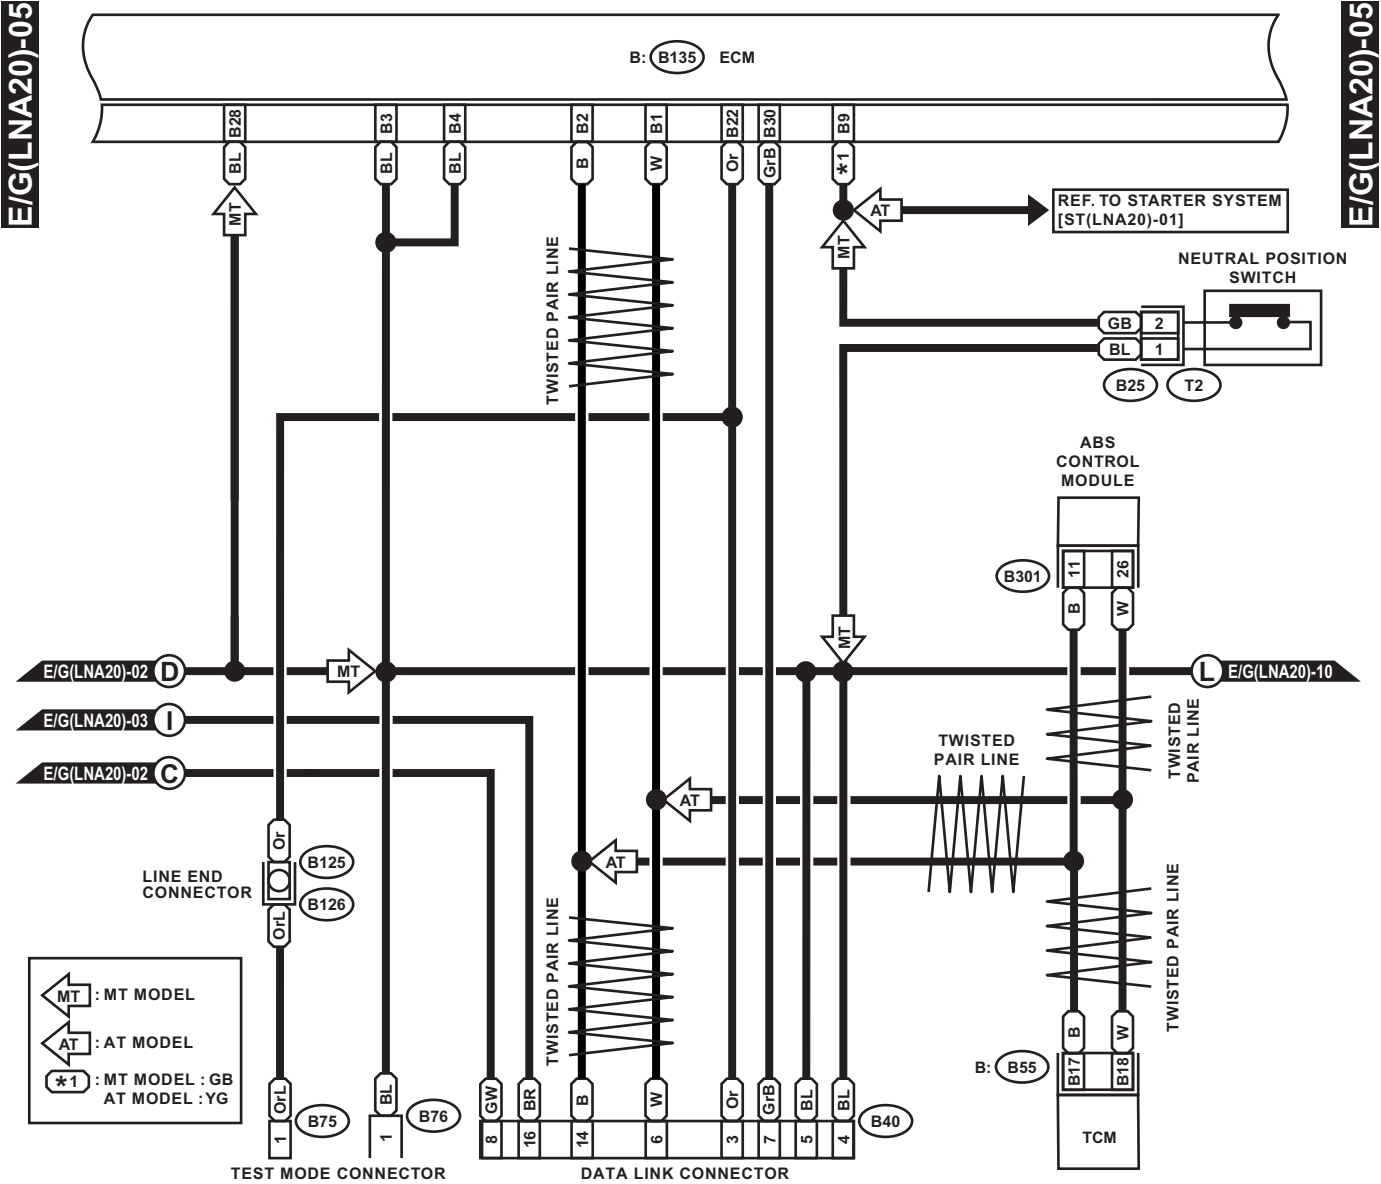 E/G(LNA20)-05
E/G(LNA20)-05
B: B135 ECM
B28 B3 B4 B2 B1 B22 B30 B9
BL BL BL B W Or GrB *1
MT
AT
REF. TO STARTER SYSTEM
[ST(LNA20)-01]
MT
NEUTRAL POSITION
SWITCH
TWISTED PAIR LINE
GB 2
BL 1
B25 T2
ABS
CONTROL
MODULE
B301 11 26
B W
MT
E/G(LNA20)-02 D
MT
L E/G(LNA20)-10
E/G(LNA20)-03 I
TWISTED
PAIR LINE
TWISTED
PAIR LINE
E/G(LNA20)-02 C
AT
AT
Or
B125
LINE END
CONNECTOR
B126
OrL
TWISTED PAIR LINE
TWISTED PAIR LINE
MT : MT MODEL
AT : AT MODEL
*1 : MT MODEL : GB
AT MODEL : YG
B W
B: B55 B17 B18
TCM
OrL BL GW BR B W Or GrB BL BL
1 B75 1 B76 8 16 14 6 3 7 5 4 B40
TEST MODE CONNECTOR
DATA LINK CONNECTOR